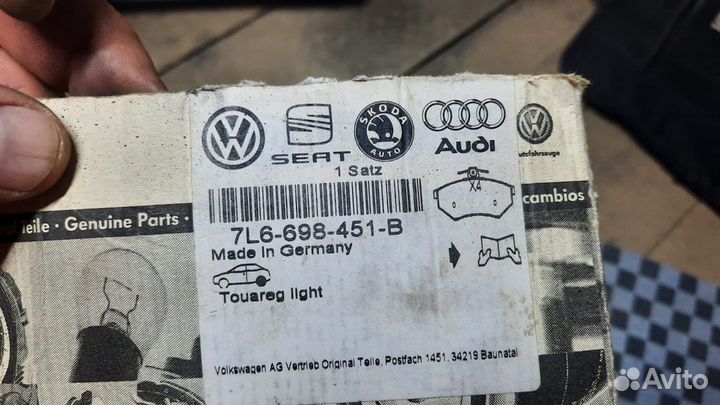 SEAT
SKODA
AUTO
Audi
utzfahrzeuge
1 Satz
X4
Teile · Genuine Parts ·
cambios
7L6-698-451-B
Made in Germany
Touareg light
Volkswagen AG Vertrieb Original Teile, Postfach 1451, 34219 Baunatal
Avito